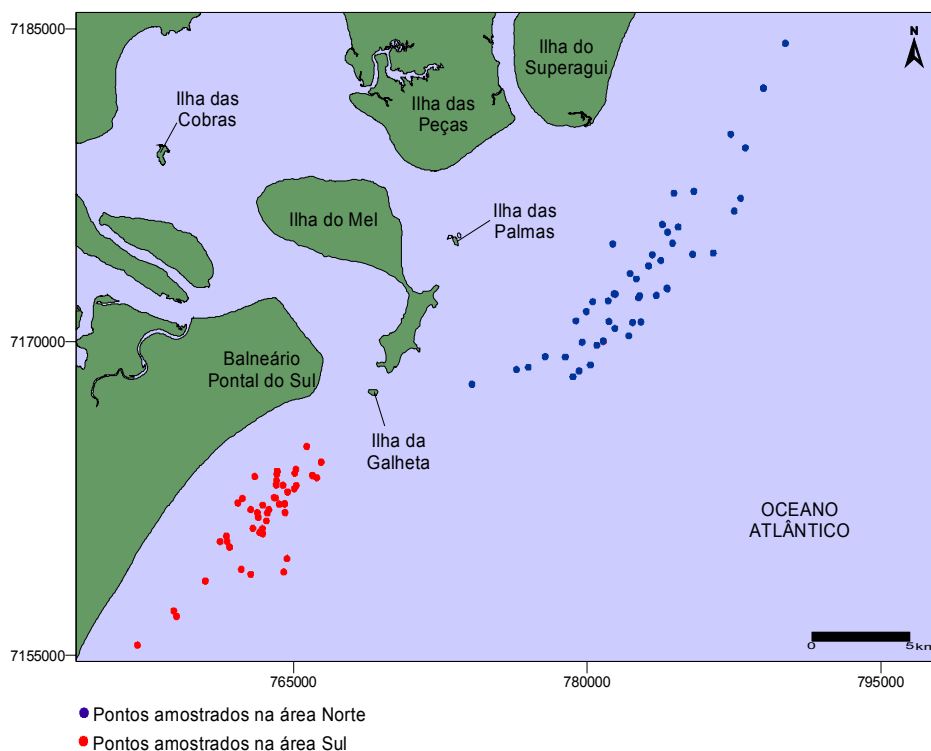 7185000
N
Ilha do
Superagui
Ilha das
Cobras
Ilha das
Peças
Ilha do Mel
Ilha das
Palmas
7170000
Balneário
Pontal do Sul
Ilha da
Galheta
OCEANO
ATLÂNTICO
0 5km
7155000
765000 780000 795000
Pontos amostrados na área Norte
Pontos amostrados na área Sul